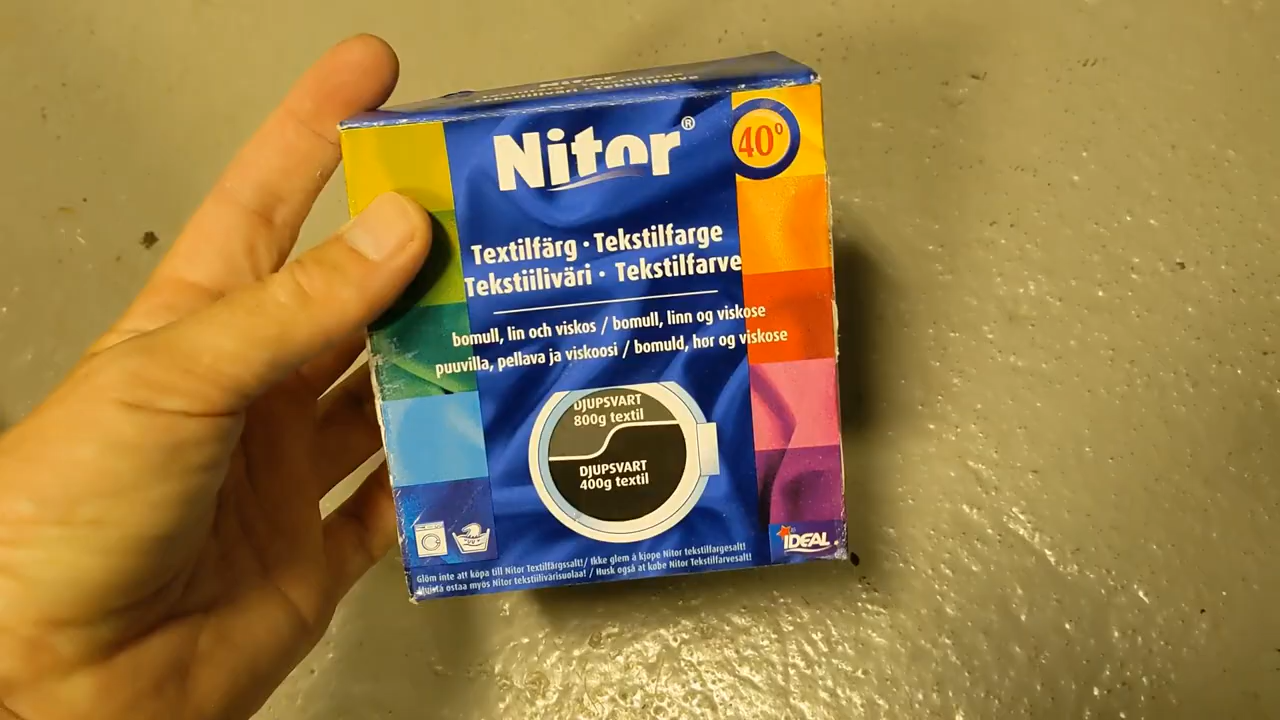 Nitor®
40°
Textilfärg · Tekstilfarge
Tekstiiliväri · Tekstilfarve
bomull, lin och viskos / bomull, linn og viskose
puuvilla, pellava ja viskoosi / bomuld, hør og viskose
DJUPSVART
800g textil
DJUPSVART
400g textil
IDEAL
Glöm inte att köpa till Nitor Textilfärgssalt/ Ikke glem å kjøpe Nitor tekstilfargesalt!
Muista ostaa myös Nitor tekstiilivärisuolaa! / Husk også at købe Nitor Tekstilfarvesalt!